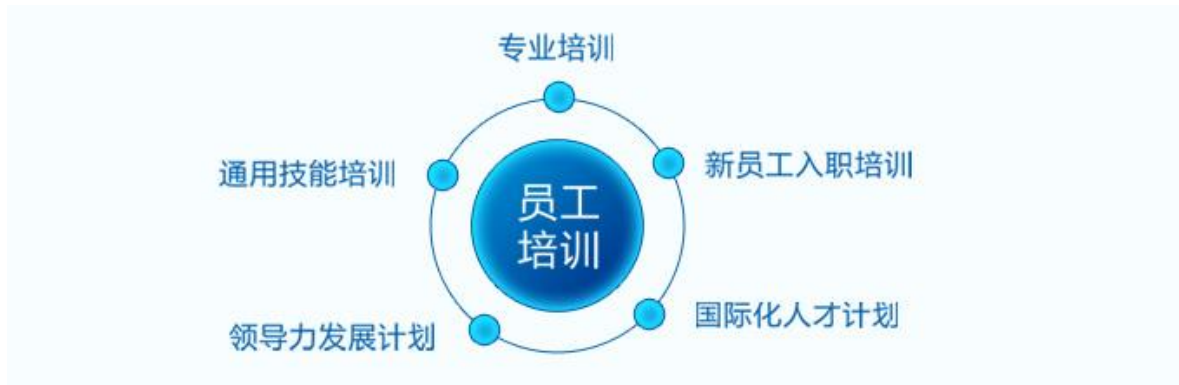 专业培训
通用技能培训
新员工入职培训
员工
培训
国际化人才计划
领导力发展计划